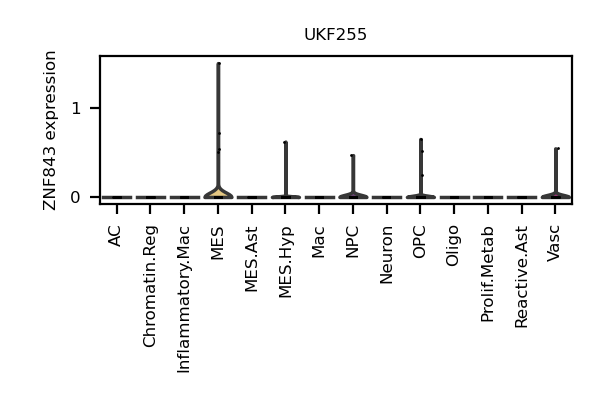 UKF255
ZNF843 expression
1
0
AC
Chromatin.Reg
Inflammatory.Mac
MES
MES.Ast
MES.Hyp
Mac
NPC
Neuron
OPC
Oligo
Prolif.Metab
Reactive.Ast
Vasc